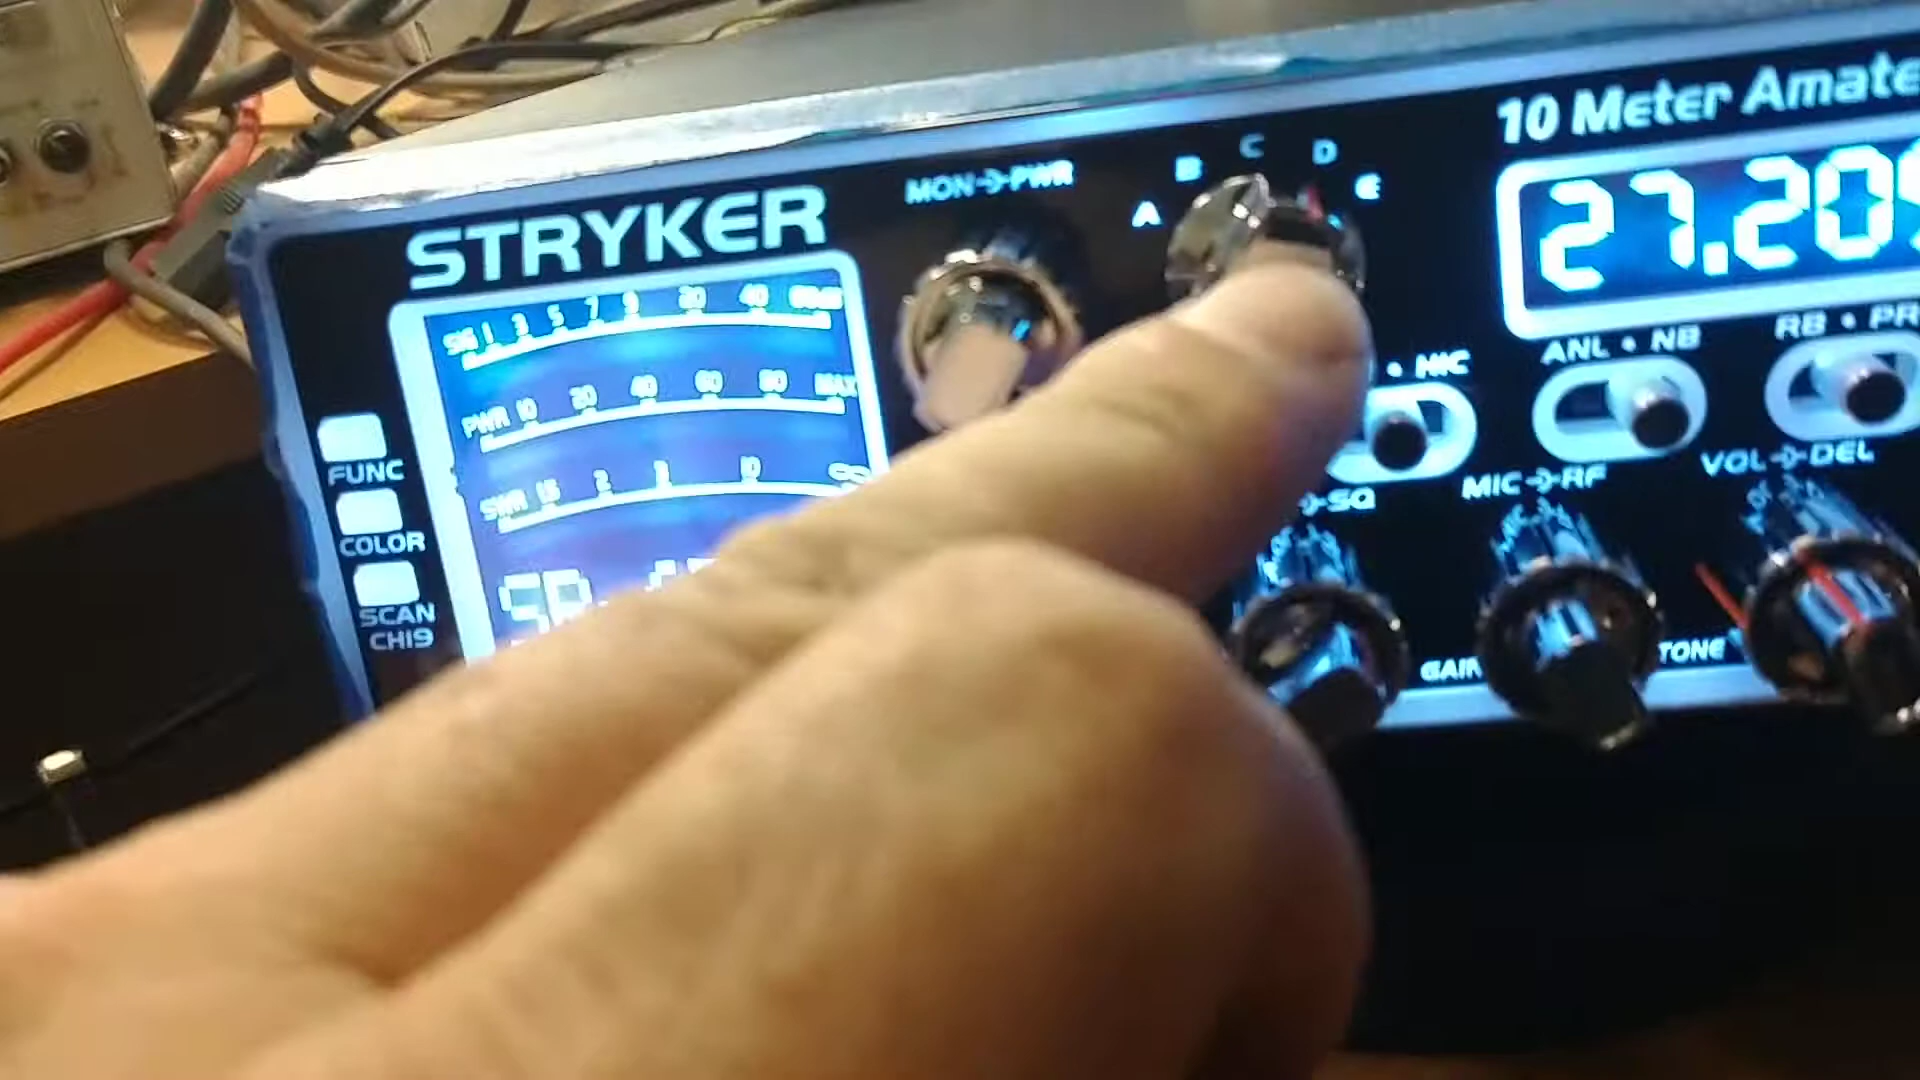 10 Meter Amate
STRYKER
MON->PWR
A B C D E
27.205
SIG 1 3 5 7 9 20 40
PWR 10 20 40 60 80 MAX
SWR 1.5 2 3 10 ∞
• MIC
ANL • NB
RB • PR
FUNC
COLOR
SCAN
CH19
->SQ
MIC->RF
VOL->DEL
GAIN
TONE